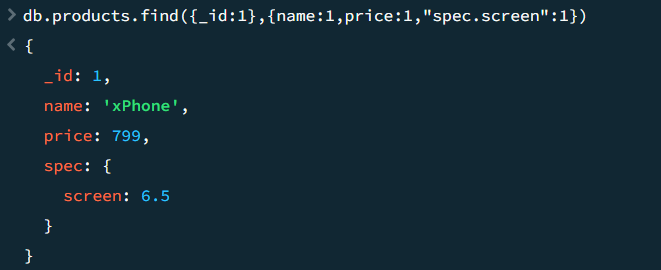 > db.products.find({_id:1},{name:1,price:1,"spec.screen":1})
< {
_id: 1,
name: 'xPhone',
price: 799,
spec: {
screen: 6.5
}
}